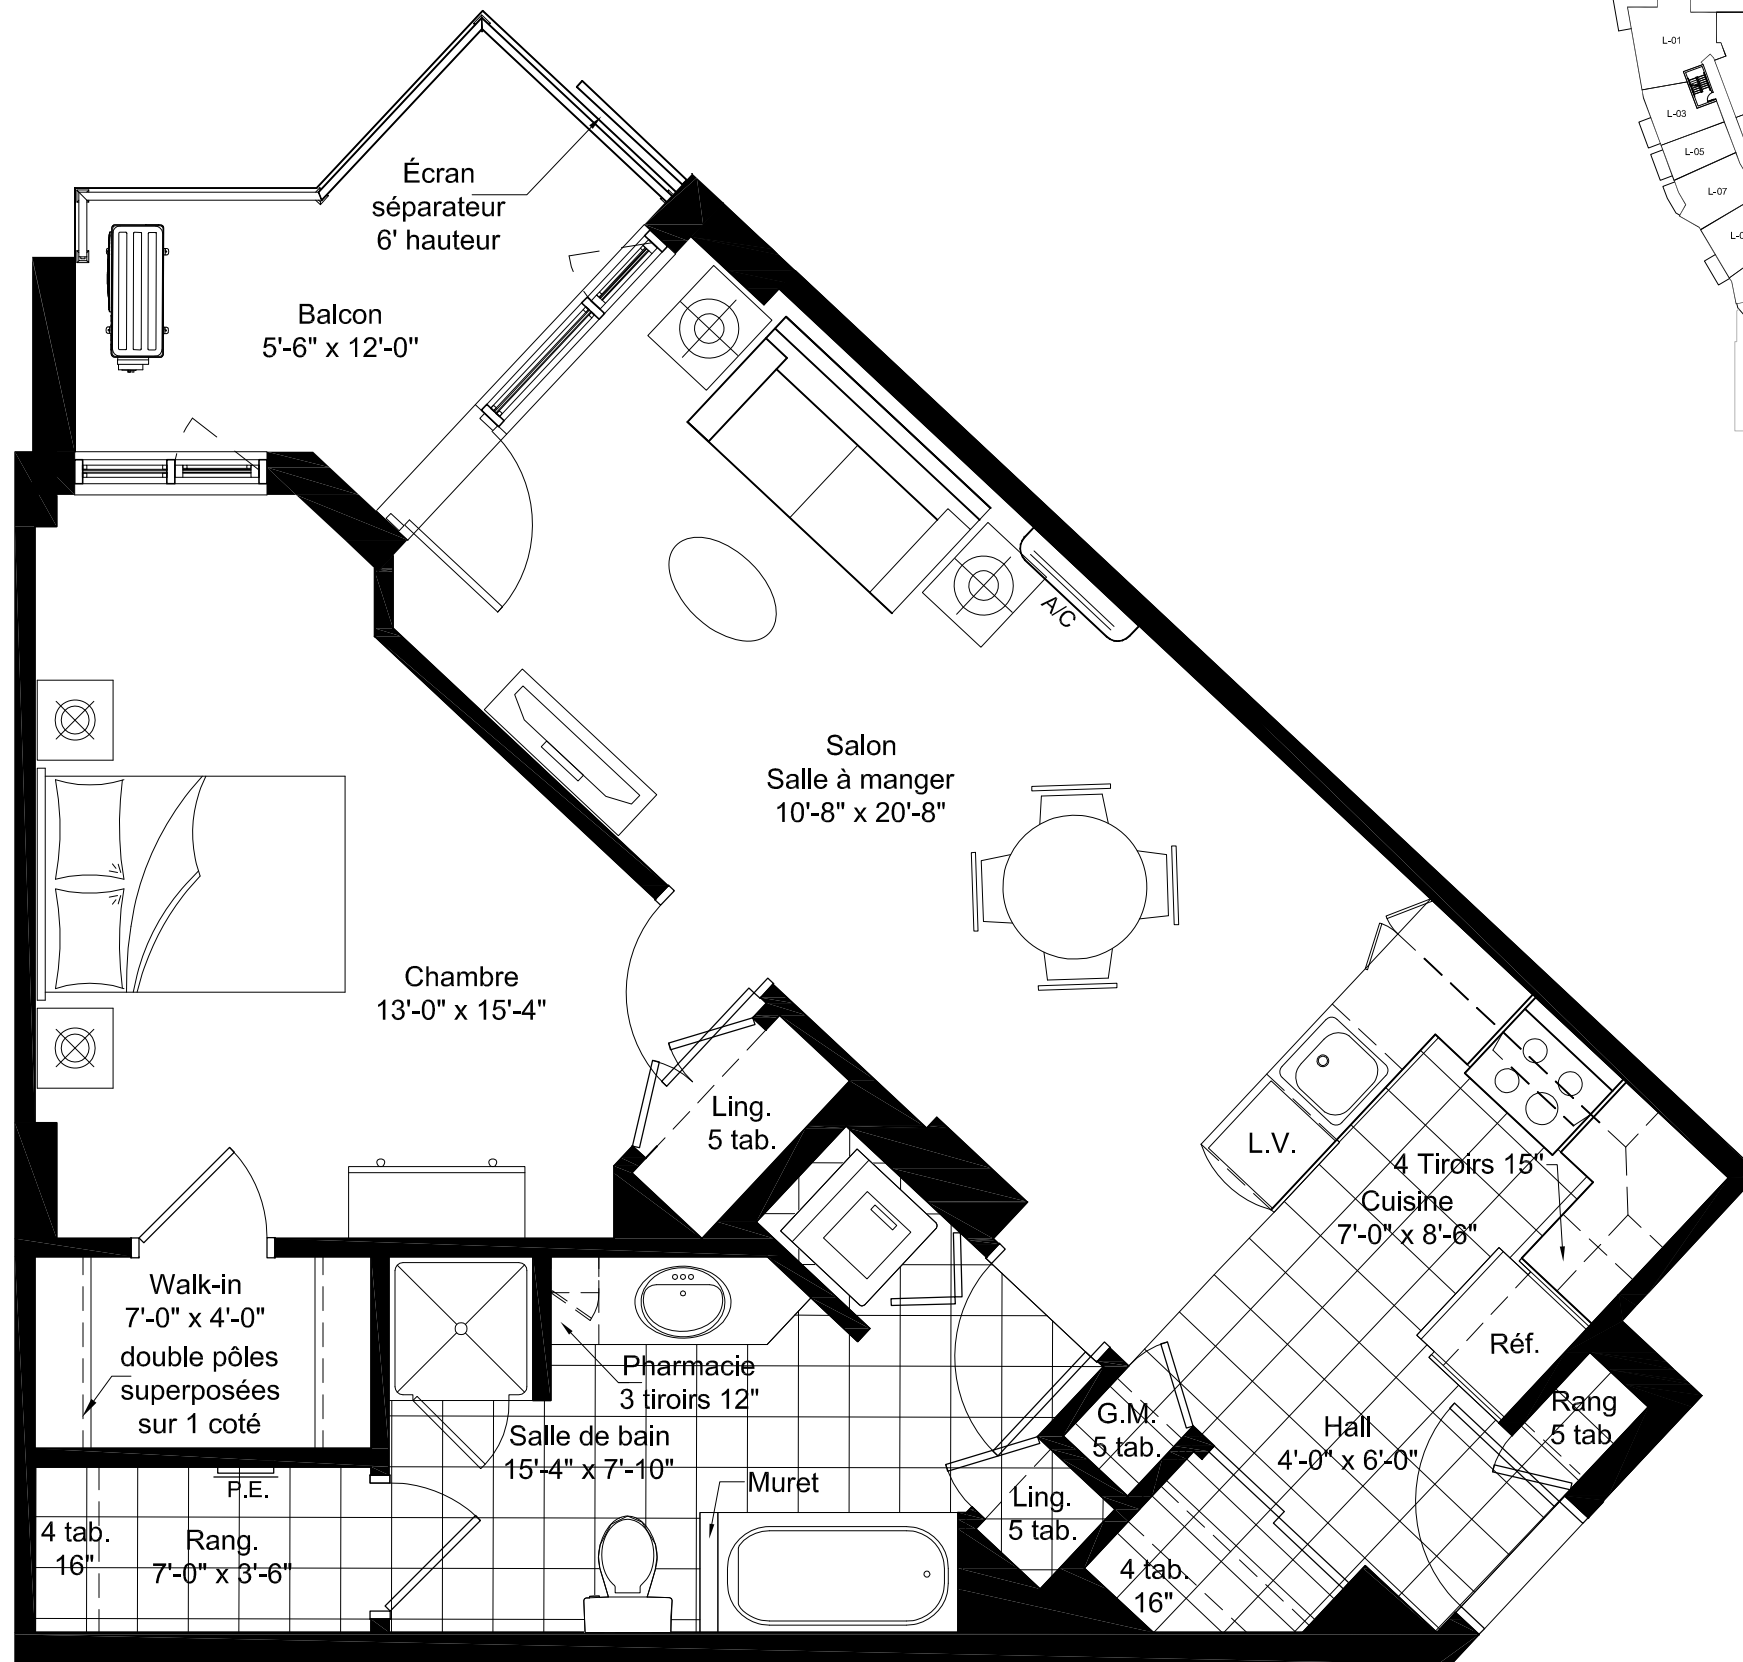 L-01
L-03
L-05
L-07
Écran
séparateur
6' hauteur
Balcon
5'-6" x 12'-0"
A/C
Salon
Salle à manger
10'-8" x 20'-8"
Chambre
13'-0" x 15'-4"
Ling.
5 tab.
L.V.
4 Tiroirs 15"
Cuisine
7'-0" x 8'-6"
Walk-in
7'-0" x 4'-0"
double pôles
superposées
sur 1 coté
Pharmacie
3 tiroirs 12"
Réf.
Rang
5 tab
G.M.
5 tab.
Hall
4'-0" x 6'-0"
Salle de bain
15'-4" x 7'-10"
Muret
P.E.
Ling.
5 tab.
4 tab.
16"
Rang.
7'-0" x 3'-6"
4 tab.
16"